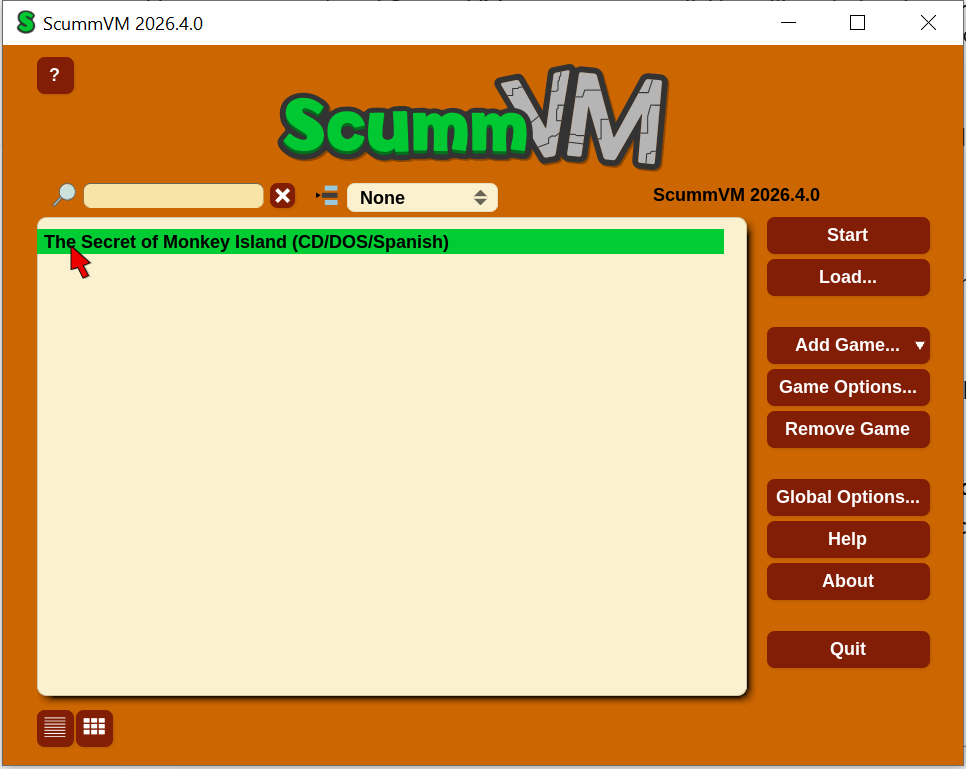 ScummVM 2026.4.0
?
ScummVM
None
ScummVM 2026.4.0
The Secret of Monkey Island (CD/DOS/Spanish)
Start
Load...
Add Game...
Game Options...
Remove Game
Global Options...
Help
About
Quit